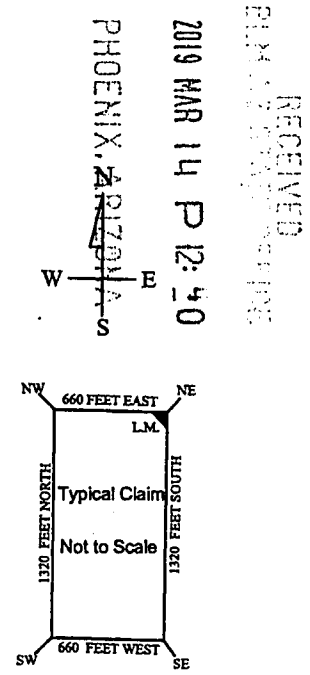 RECEIVED
2019 MAR 14 P 12:40
PHOENIX, ARIZONA
N
W E
S
NW NE
660 FEET EAST
L.M.
1320 FEET NORTH
Typical Claim
Not to Scale
1320 FEET SOUTH
660 FEET WEST
SW SE